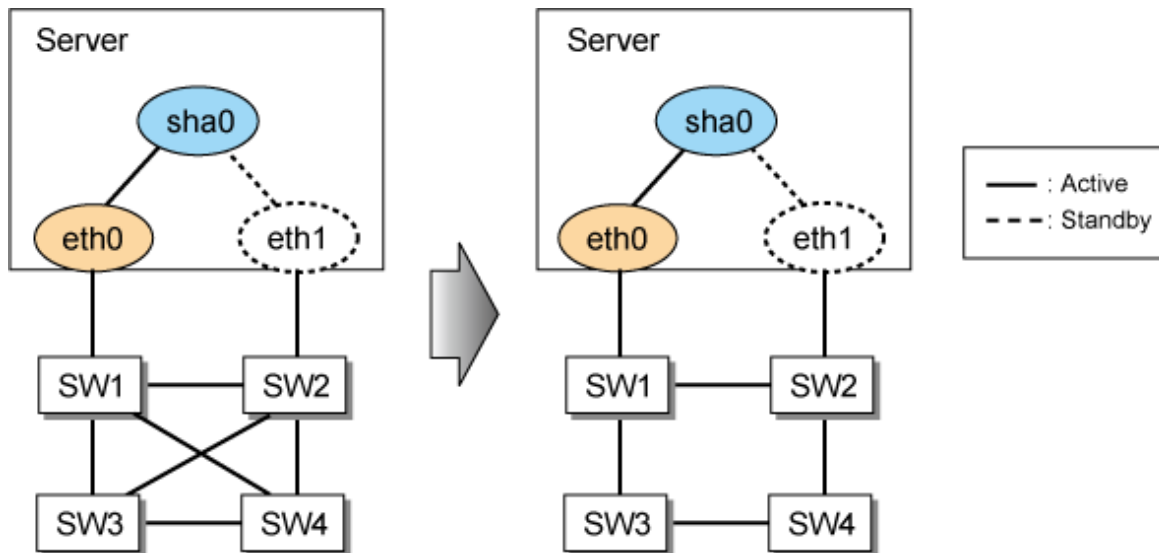 Server
sha0
eth0
eth1
SW1
SW2
SW3
SW4
Server
sha0
eth0
eth1
SW1
SW2
SW3
SW4
: Active
: Standby